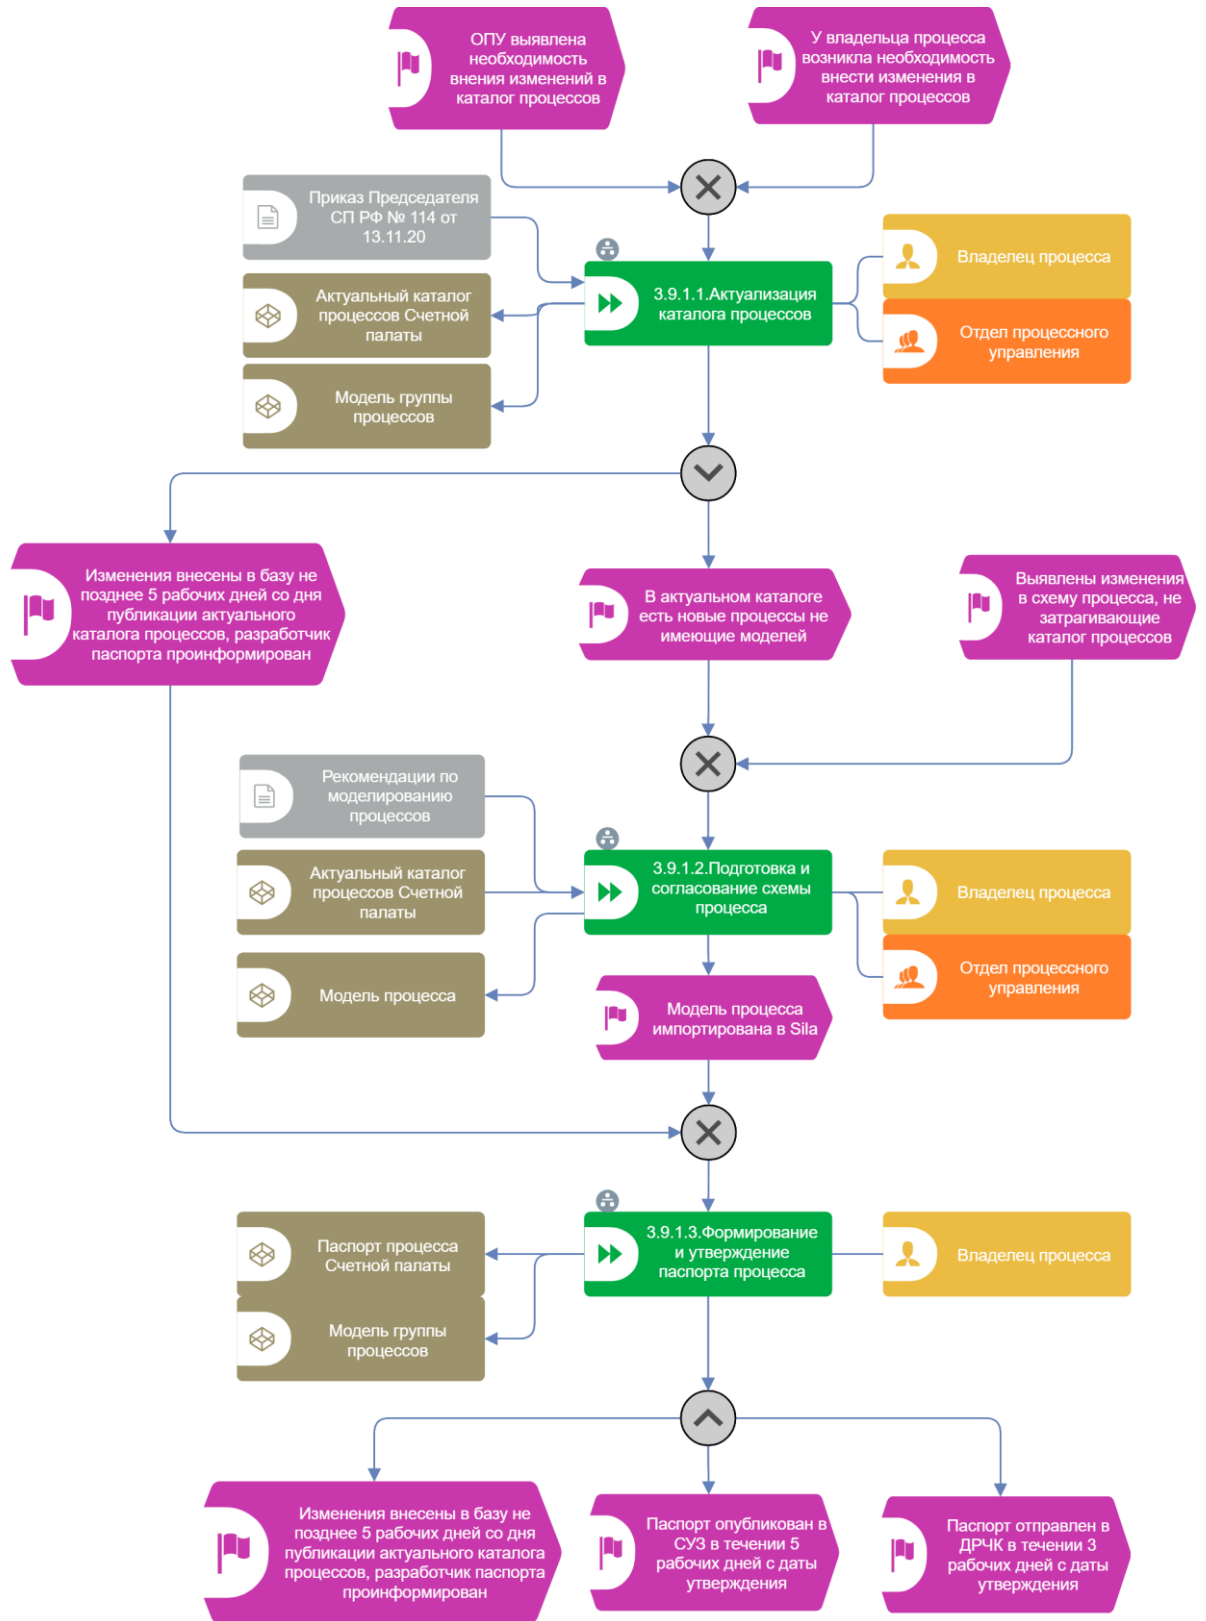 ОПУ выявлена
необходимость
внения изменений в
каталог процессов
У владельца процесса
возникла необходимость
внести изменения в
каталог процессов
Приказ Председателя
СП РФ № 114 от
13.11.20
Актуальный каталог
процессов Счетной
палаты
Модель группы
процессов
3.9.1.1.Актуализация
каталога процессов
Владелец процесса
Отдел процессного
управления
Изменения внесены в базу не
позднее 5 рабочих дней со дня
публикации актуального
каталога процессов, разработчик
паспорта проинформирован
В актуальном каталоге
есть новые процессы не
имеющие моделей
Выявлены изменения
в схему процесса, не
затрагивающие
каталог процессов
Рекомендации по
моделированию
процессов
Актуальный каталог
процессов Счетной
палаты
Модель процесса
3.9.1.2.Подготовка и
согласование схемы
процесса
Владелец процесса
Отдел процессного
управления
Модель процесса
импортирована в Sila
Паспорт процесса
Счетной палаты
Модель группы
процессов
3.9.1.3.Формирование
и утверждение
паспорта процесса
Владелец процесса
Изменения внесены в базу не
позднее 5 рабочих дней со дня
публикации актуального каталога
процессов, разработчик паспорта
проинформирован
Паспорт опубликован в
СУЗ в течении 5
рабочих дней с даты
утверждения
Паспорт отправлен в
ДРЧК в течении 3
рабочих дней с даты
утверждения